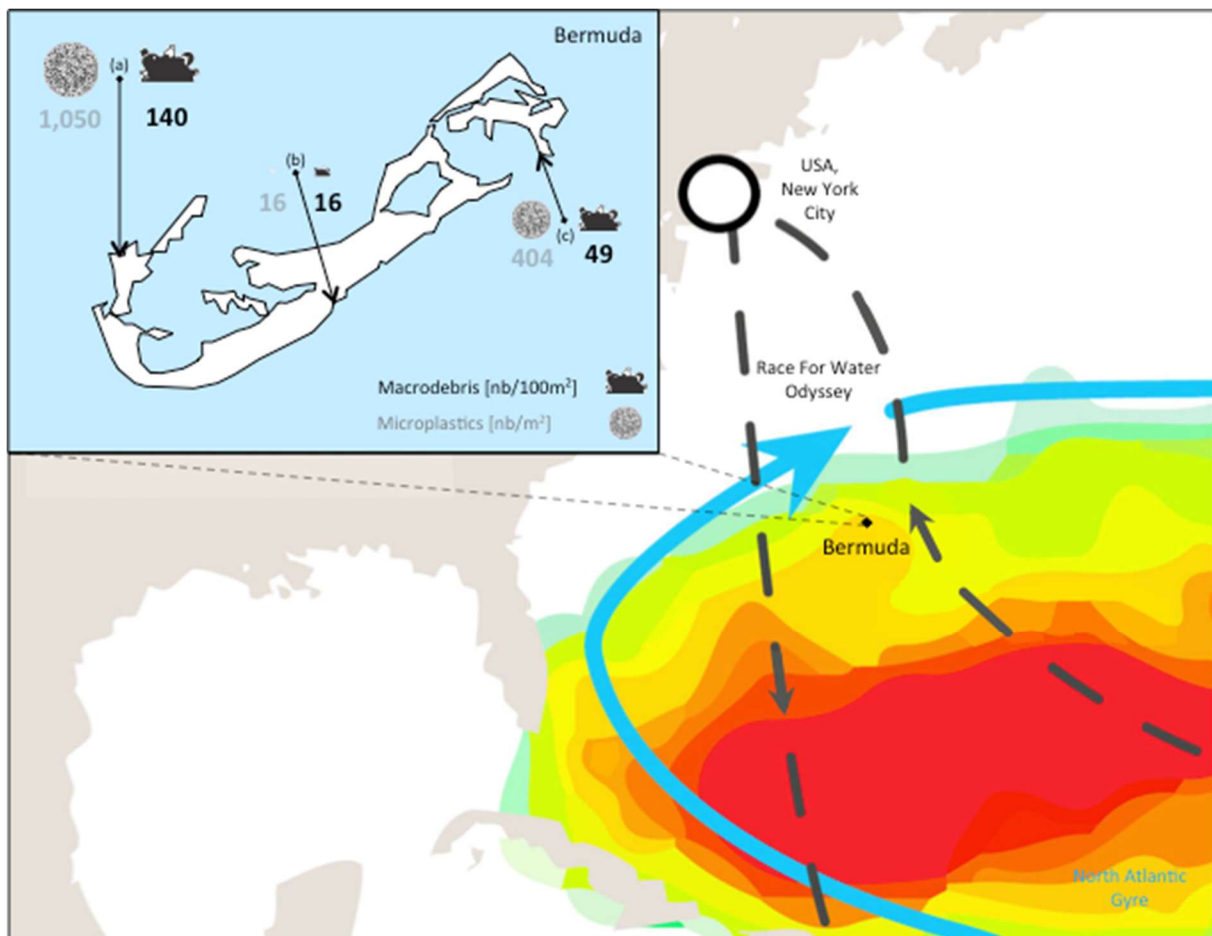 Bermuda
(a)
1,050 140
(b)
16 16
(c)
404 49
Macrodebris [nb/100m²]
Microplastics [nb/m²]
USA,
New York
City
Race For Water
Odyssey
Bermuda
North Atlantic
Gyre